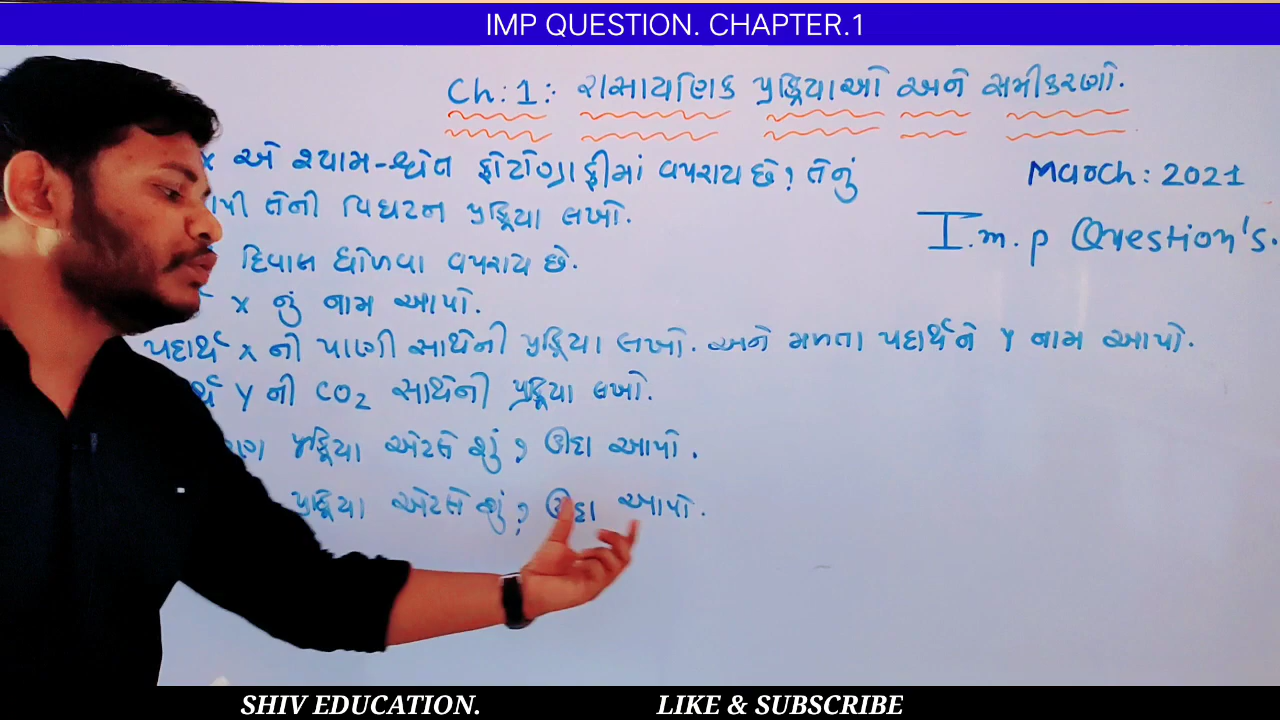 IMP QUESTION. CHAPTER.1
Ch:1: રાસાયણિક પ્રક્રિયાઓ અને સમીકરણો.
x એ શ્યામ-શ્વેત ફોટોગ્રાફીમાં વપરાય છે? તેનું
March: 2021
તેની વિઘટન પ્રક્રિયા લખો.
I.m.p Question's.
દિવાલ ધોળવા વપરાય છે.
x નું નામ આપો.
પદાર્થ x ની પાણી સાથેની પ્રક્રિયા લખો. અને મળતા પદાર્થને Y નામ આપો.
Y ની CO2 સાથેની પ્રક્રિયા લખો.
પ્રક્રિયા એટલે શું? ઊદા આપો.
પ્રક્રિયા એટલે શું? ઊદા આપો.
SHIV EDUCATION. LIKE & SUBSCRIBE